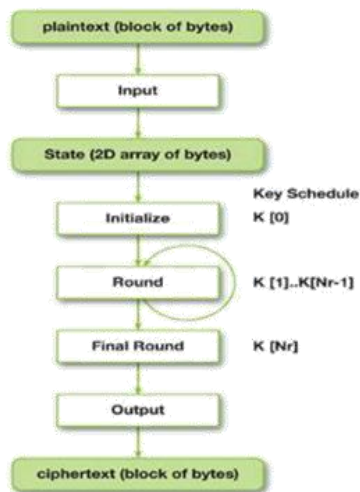 plaintext (block of bytes)
Input
State (2D array of bytes)
Key Schedule
Initialize K [0]
Round K [1]..K[Nr-1]
Final Round K [Nr]
Output
ciphertext (block of bytes)